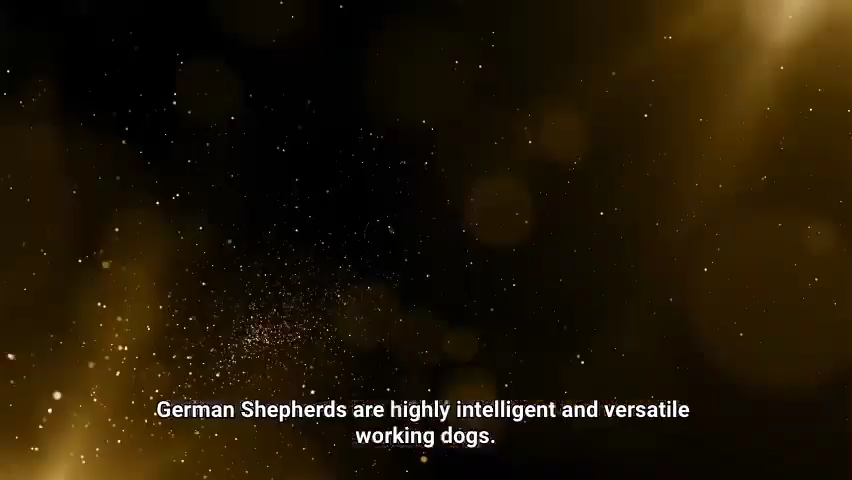 German Shepherds are highly intelligent and versatile
working dogs.